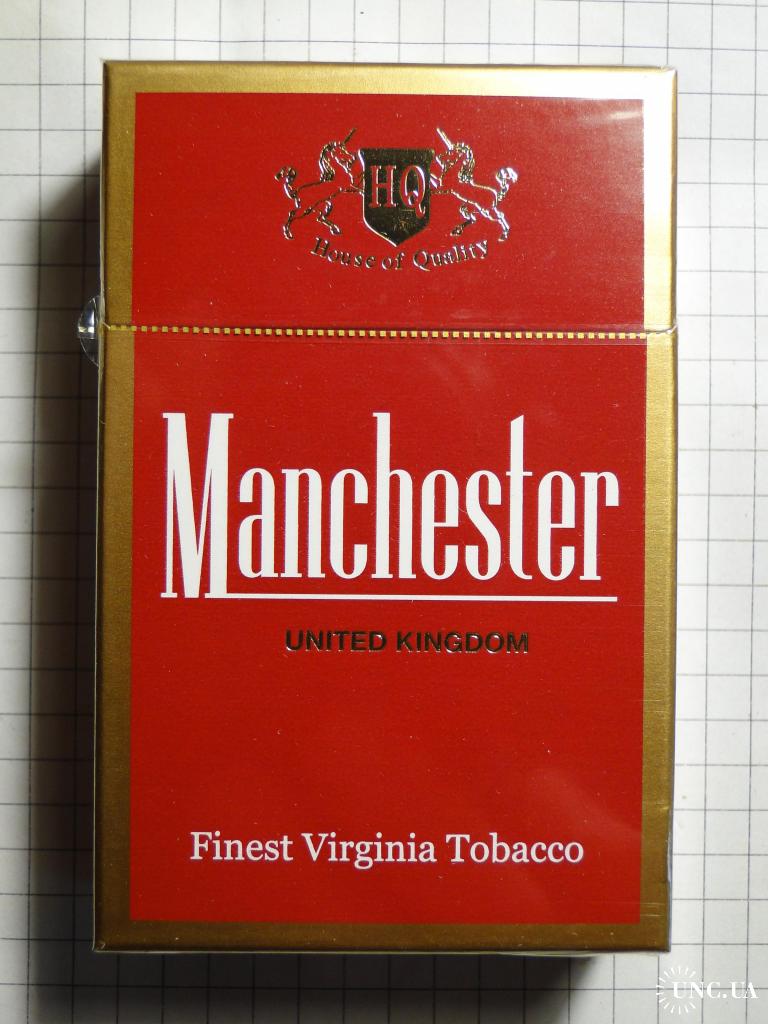 HQ
House of Quality
Manchester
UNITED KINGDOM
Finest Virginia Tobacco
UNC.UA